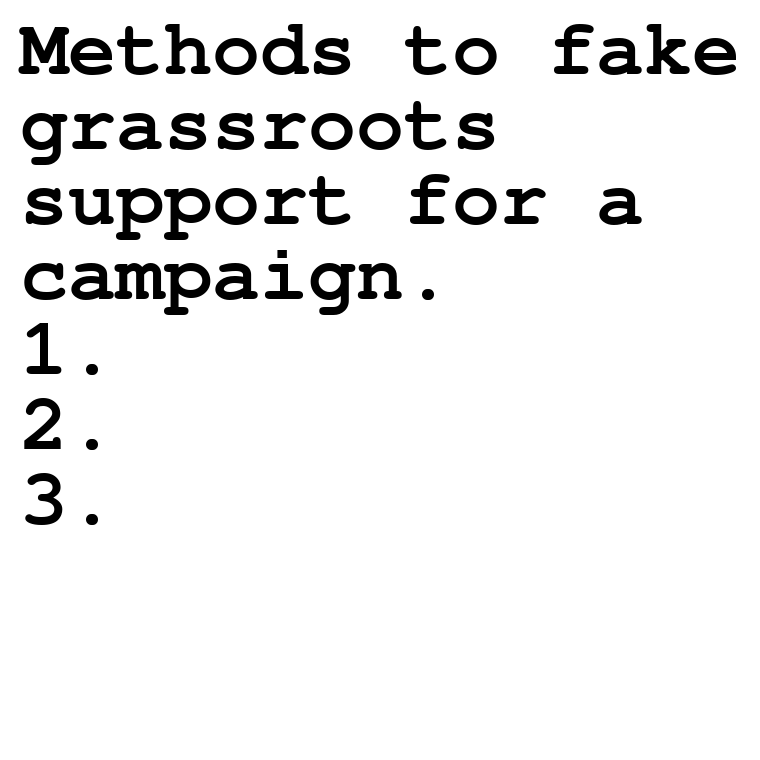 Methods to fake
grassroots
support for a
campaign.
1.
2.
3.